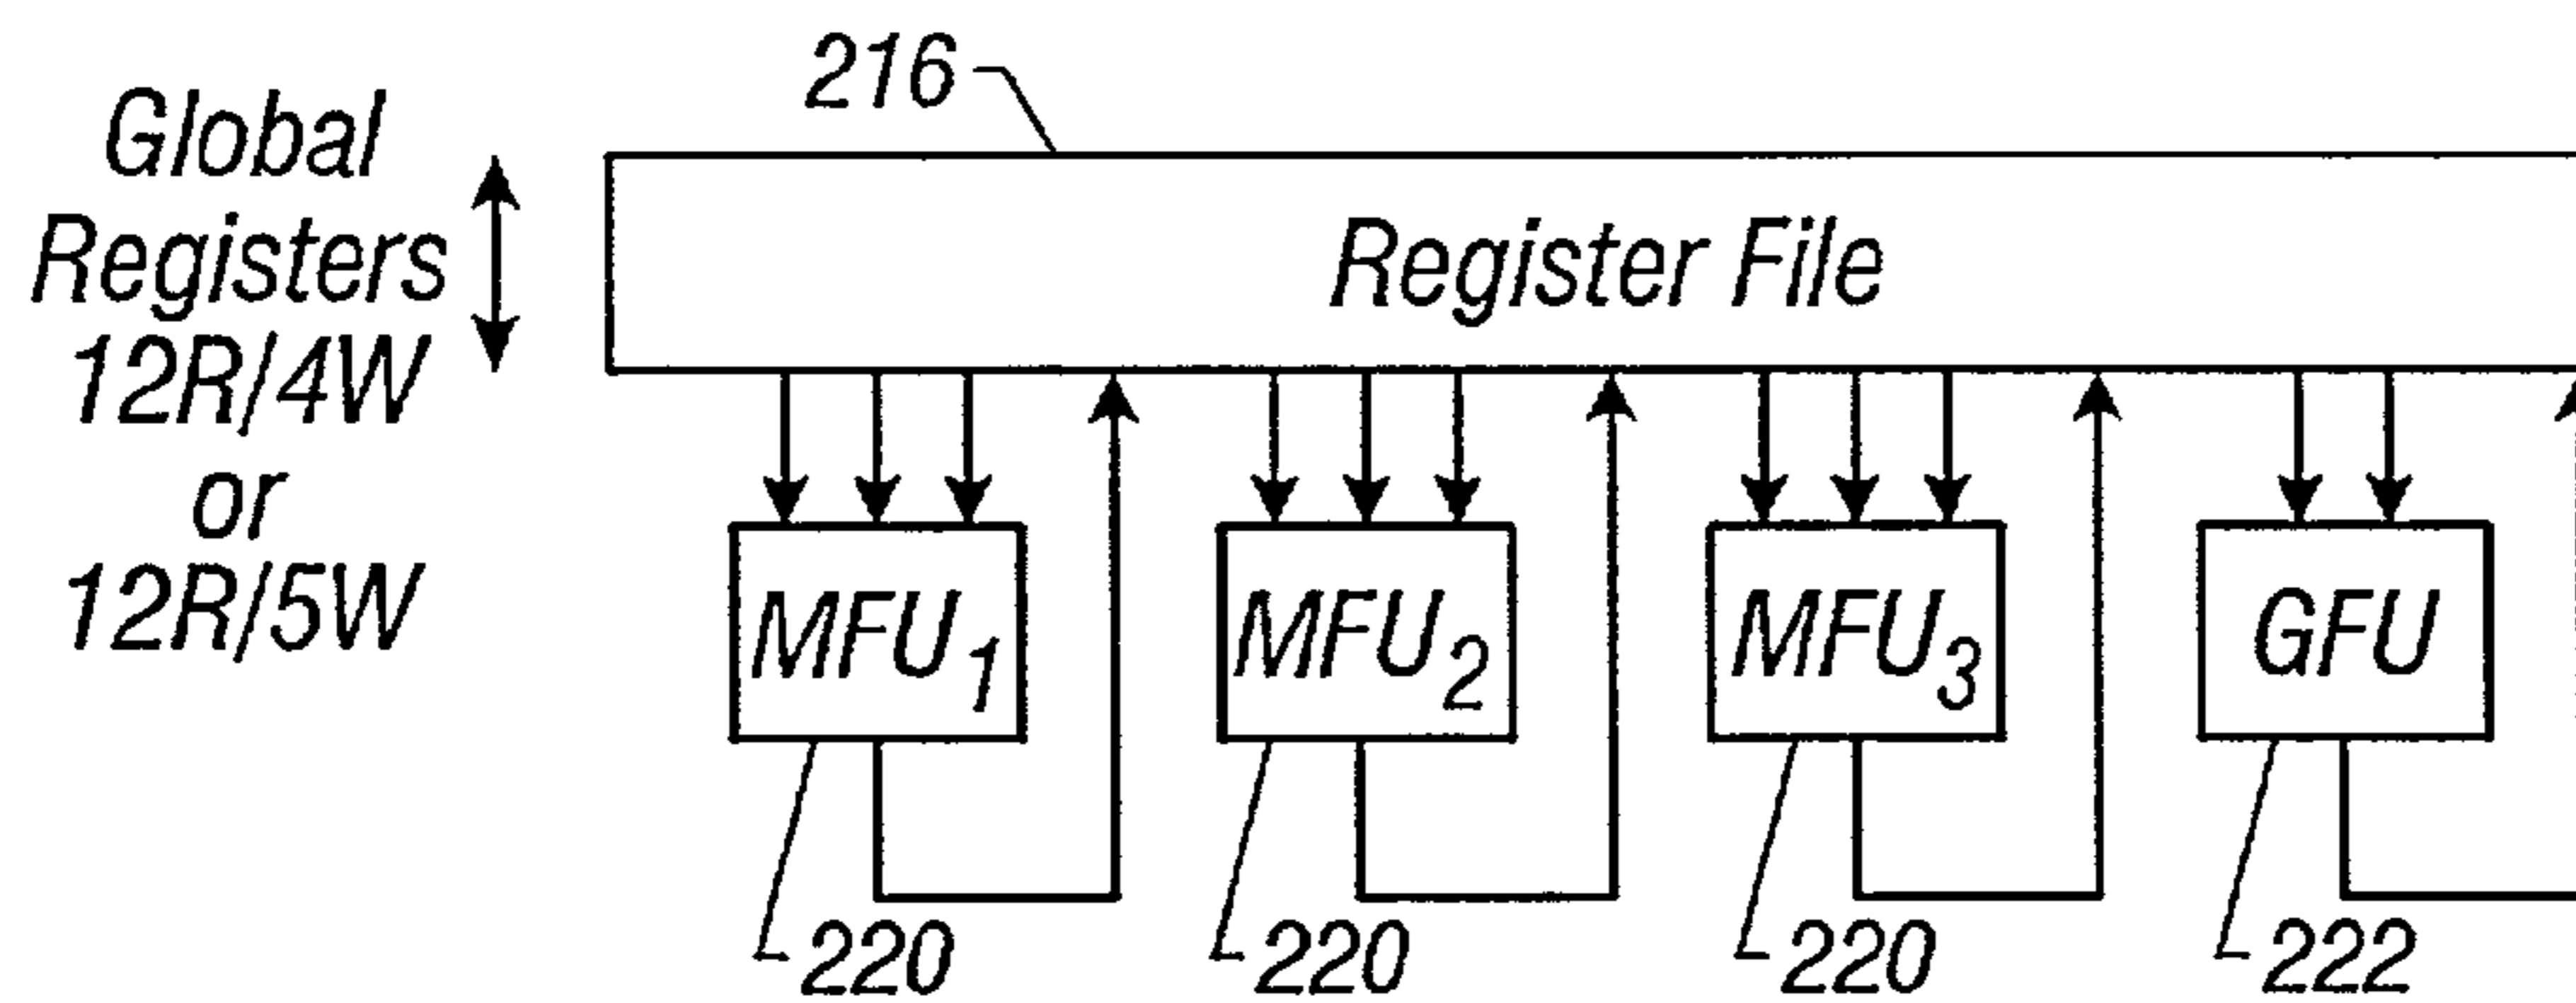 216
Global
Registers
12R/4W
or
12R/5W
Register File
MFU1
MFU2
MFU3
GFU
220
220
220
222